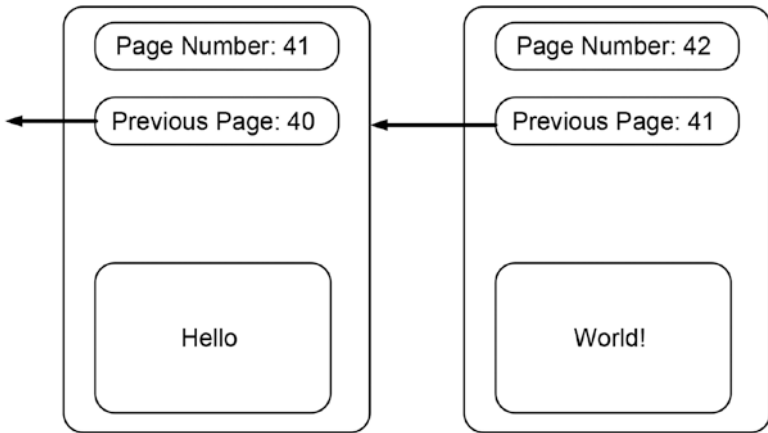 Page Number: 41
Previous Page: 40
Hello
Page Number: 42
Previous Page: 41
World!